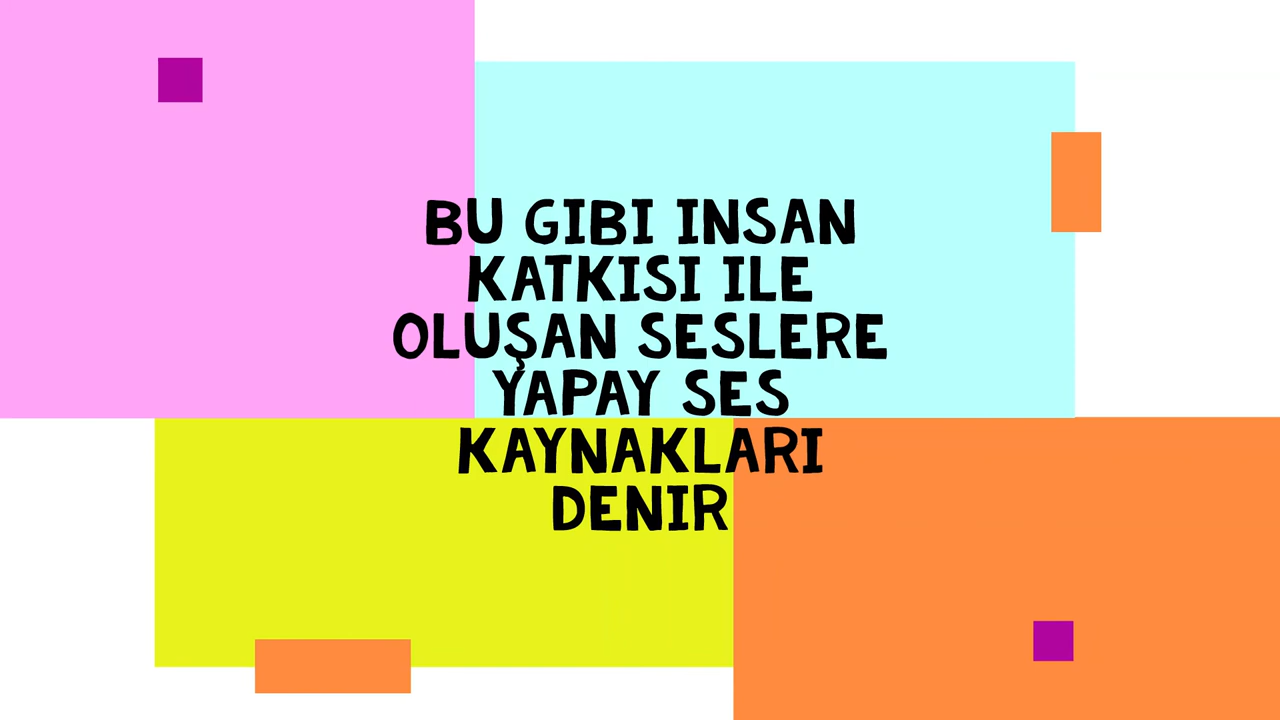 BU GIBI INSAN
KATKISI ILE
OLUŞAN SESLERE
YAPAY SES
KAYNAKLARI
DENIR